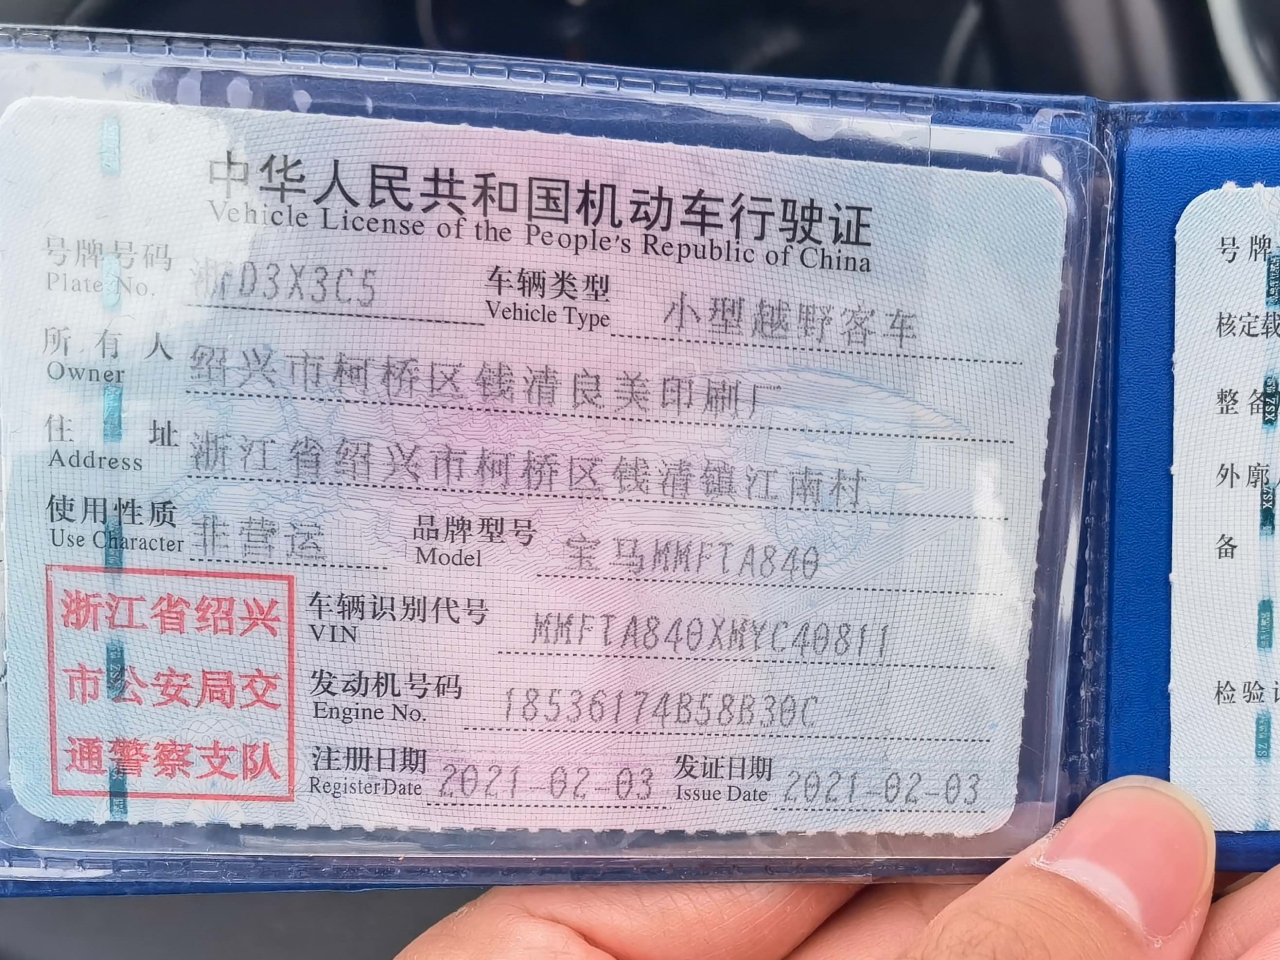 中华人民共和国机动车行驶证
Vehicle License of the People's Republic of China
号牌号码 浙D3X3C5 车辆类型 小型越野客车
Plate No. Vehicle Type
所有人 绍兴市柯桥区钱清良美印刷厂
Owner
住址 浙江省绍兴市柯桥区钱清镇江南村
Address
使用性质 非营运 品牌型号 宝马MMFTA840
Use Character Model
浙江省绍兴
市公安局交
通警察支队
车辆识别代号 MMFTA840XMYC40811
VIN
发动机号码 18536174B58B30C
Engine No.
注册日期 2021-02-03 发证日期 2021-02-03
Register Date Issue Date
号牌
核定载
整备
外廓
备
检验